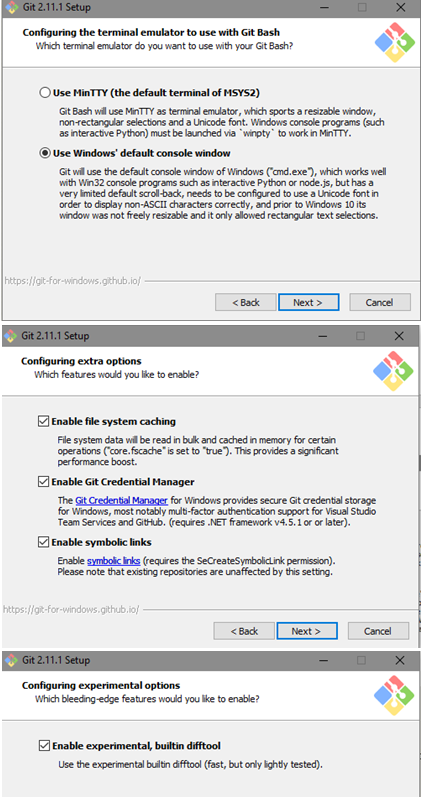 Git 2.11.1 Setup
Configuring the terminal emulator to use with Git Bash
Which terminal emulator do you want to use with your Git Bash?
Use MinTTY (the default terminal of MSYS2)
Git Bash will use MinTTY as terminal emulator, which sports a resizable window,
non-rectangular selections and a Unicode font. Windows console programs (such
as interactive Python) must be launched via `winpty` to work in MinTTY.
Use Windows' default console window
Git will use the default console window of Windows ("cmd.exe"), which works well
with Win32 console programs such as interactive Python or node.js, but has a
very limited default scroll-back, needs to be configured to use a Unicode font in
order to display non-ASCII characters correctly, and prior to Windows 10 its
window was not freely resizable and it only allowed rectangular text selections.
https://git-for-windows.github.io/
< Back
Next >
Cancel
Git 2.11.1 Setup
Configuring extra options
Which features would you like to enable?
Enable file system caching
File system data will be read in bulk and cached in memory for certain
operations ("core.fscache" is set to "true"). This provides a significant
performance boost.
Enable Git Credential Manager
The Git Credential Manager for Windows provides secure Git credential storage
for Windows, most notably multi-factor authentication support for Visual Studio
Team Services and GitHub. (requires .NET framework v4.5.1 or or later).
Enable symbolic links
Enable symbolic links (requires the SeCreateSymbolicLink permission).
Please note that existing repositories are unaffected by this setting.
https://git-for-windows.github.io/
< Back
Next >
Cancel
Git 2.11.1 Setup
Configuring experimental options
Which bleeding-edge features would you like to enable?
Enable experimental, builtin difftool
Use the experimental builtin difftool (fast, but only lightly tested).